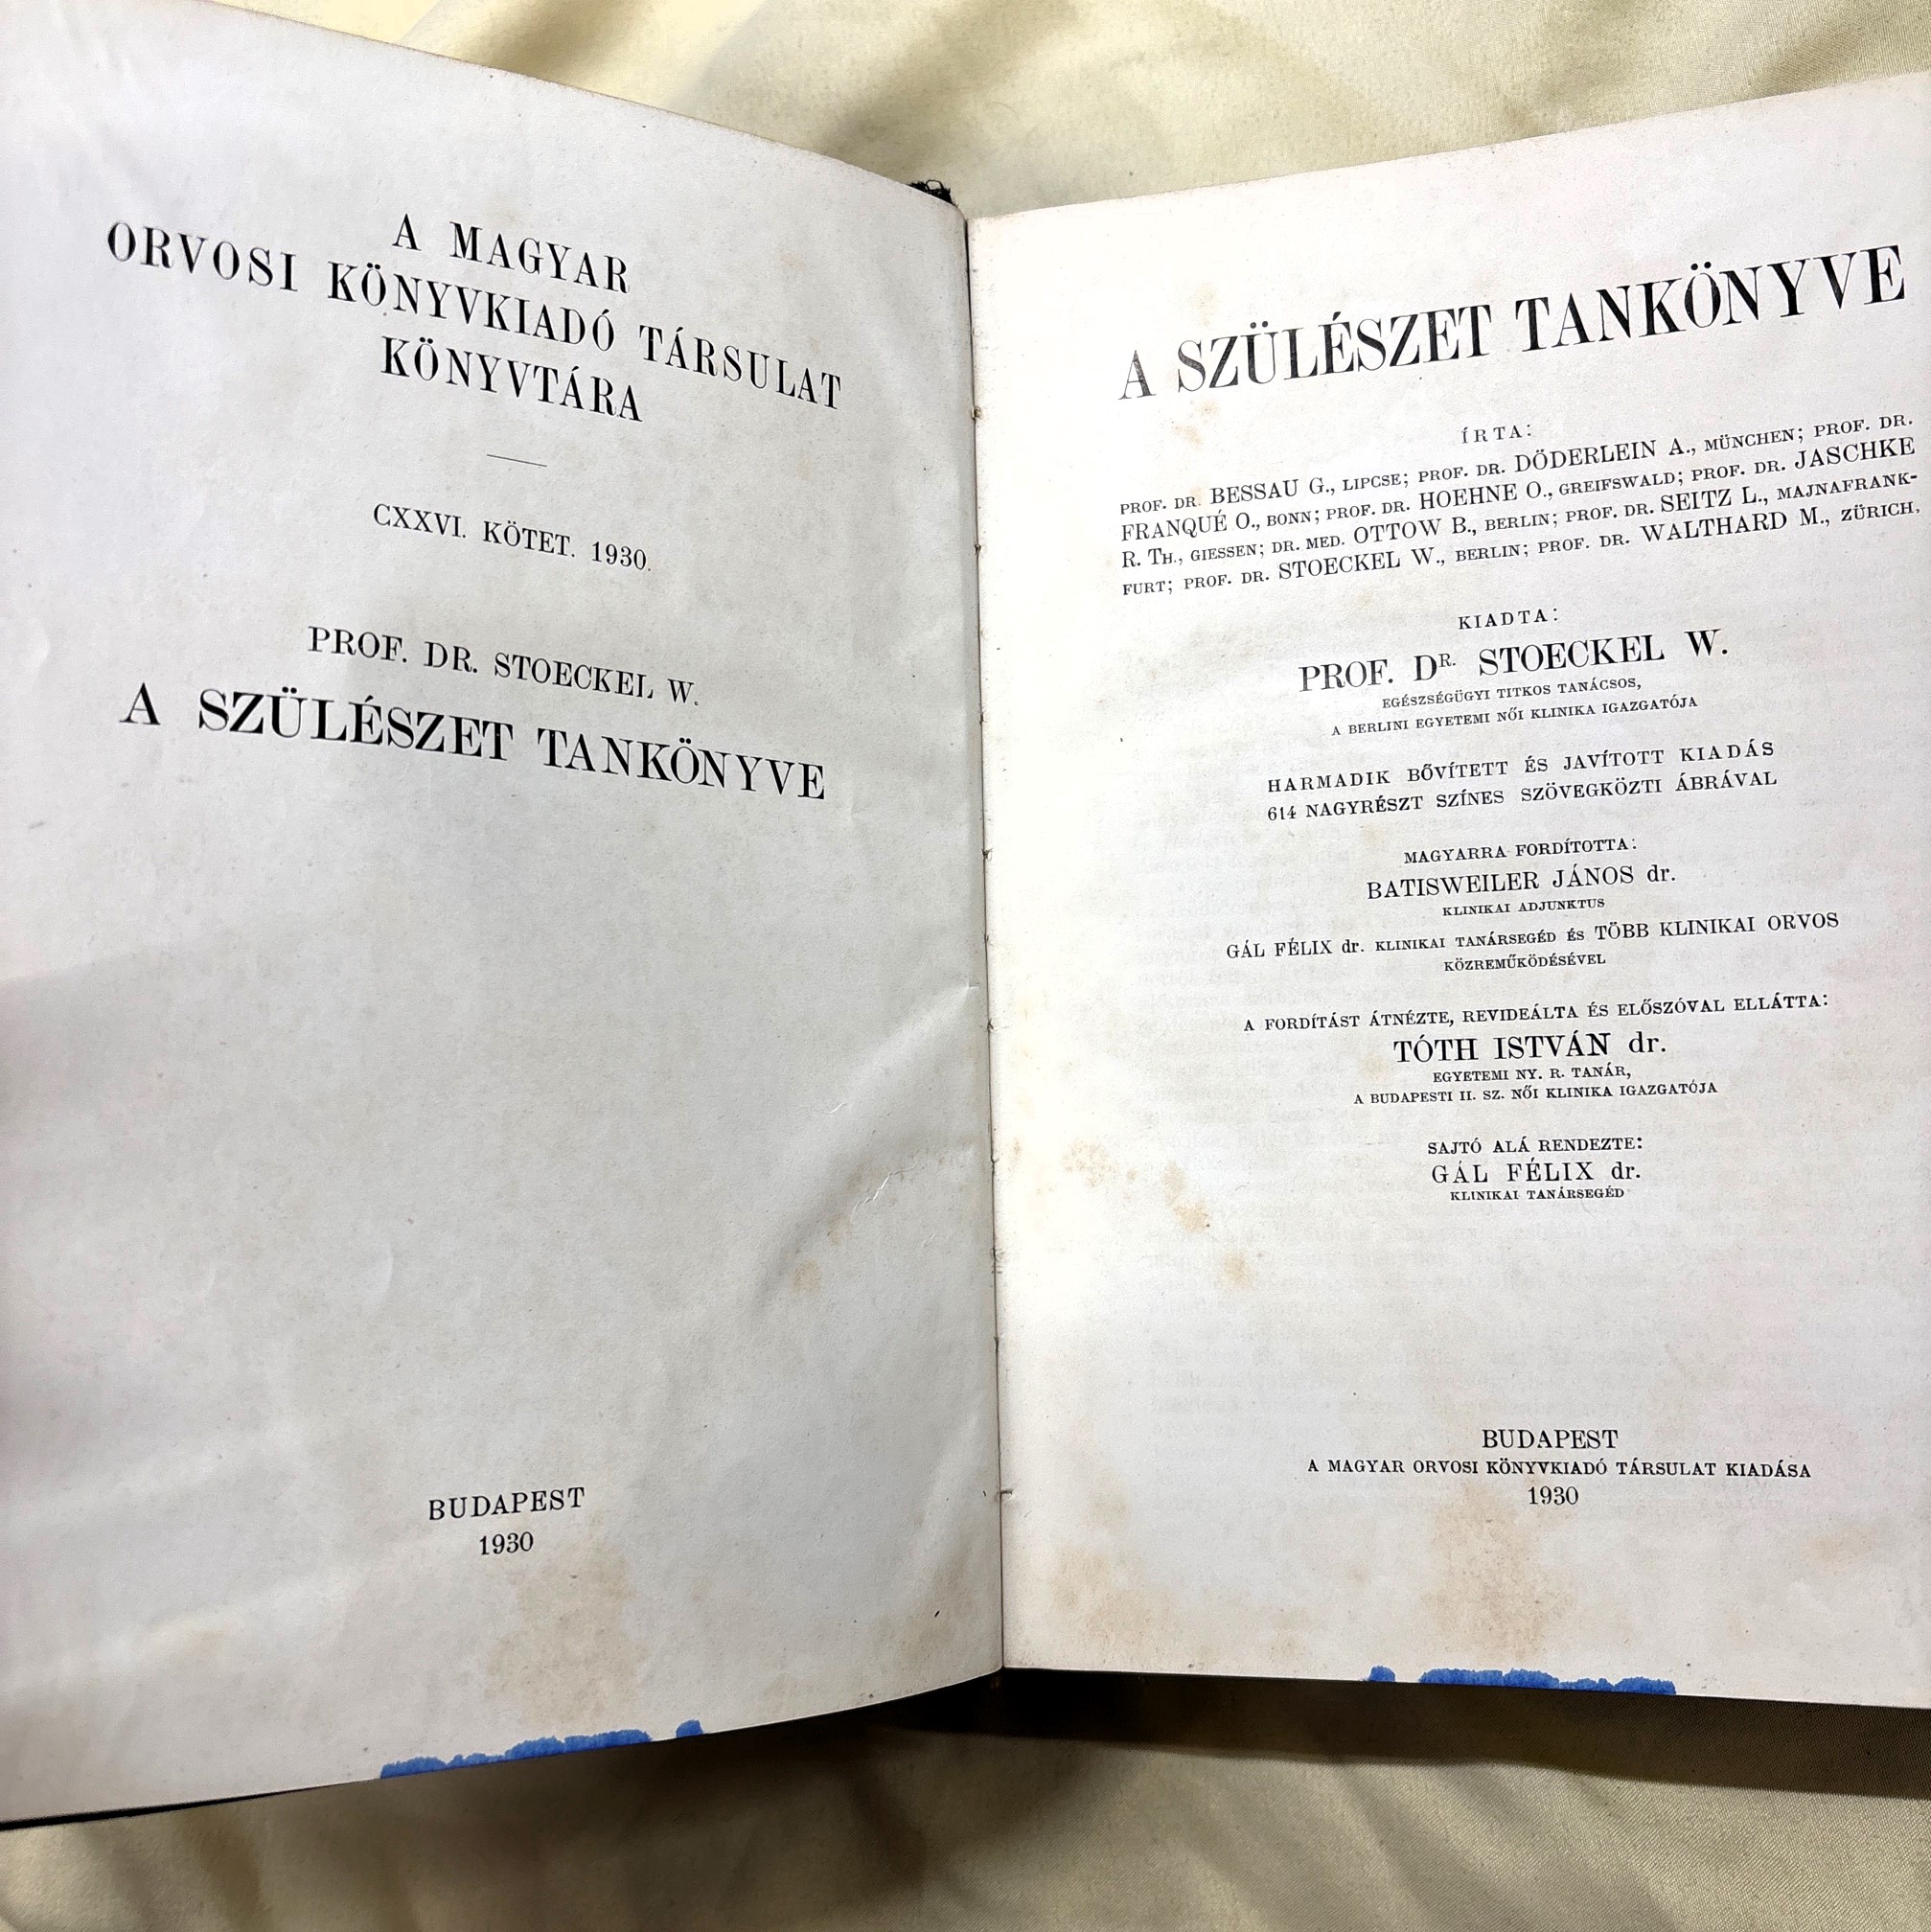 A MAGYAR
ORVOSI KÖNYVKIADÓ TÁRSULAT
KÖNYVTÁRA
CXXVI. KÖTET. 1930.
PROF. DR. STOECKEL W.
A SZÜLÉSZET TANKÖNYVE
BUDAPEST
1930
A SZÜLÉSZET TANKÖNYVE
ÍRTA:
PROF. DR. BESSAU G., LIPCSE; PROF. DR. DÖDERLEIN A., MÜNCHEN; PROF. DR.
FRANQUÉ O., BONN; PROF. DR. HOEHNE O., GREIFSWALD; PROF. DR. JASCHKE
R. TH., GIESSEN; DR. MED. OTTOW B., BERLIN; PROF. DR. SEITZ L., MAJNAFRANK-
FURT; PROF. DR. STOECKEL W., BERLIN; PROF. DR. WALTHARD M., ZÜRICH.
KIADTA:
PROF. DR. STOECKEL W.
EGÉSZSÉGÜGYI TITKOS TANÁCSOS,
A BERLINI EGYETEMI NŐI KLINIKA IGAZGATÓJA
HARMADIK BŐVÍTETT ÉS JAVÍTOTT KIADÁS
614 NAGYRÉSZT SZÍNES SZÖVEGKÖZTI ÁBRÁVAL
MAGYARRA FORDÍTOTTA:
BATISWEILER JÁNOS dr.
KLINIKAI ADJUNKTUS
GÁL FÉLIX dr. KLINIKAI TANÁRSEGÉD ÉS TÖBB KLINIKAI ORVOS
KÖZREMŰKÖDÉSÉVEL
A FORDÍTÁST ÁTNÉZTE, REVIDEÁLTA ÉS ELŐSZÓVAL ELLÁTTA:
TÓTH ISTVÁN dr.
EGYETEMI NY. R. TANÁR,
A BUDAPESTI II. SZ. NŐI KLINIKA IGAZGATÓJA
SAJTÓ ALÁ RENDEZTE:
GÁL FÉLIX dr.
KLINIKAI TANÁRSEGÉD
BUDAPEST
A MAGYAR ORVOSI KÖNYVKIADÓ TÁRSULAT KIADÁSA
1930